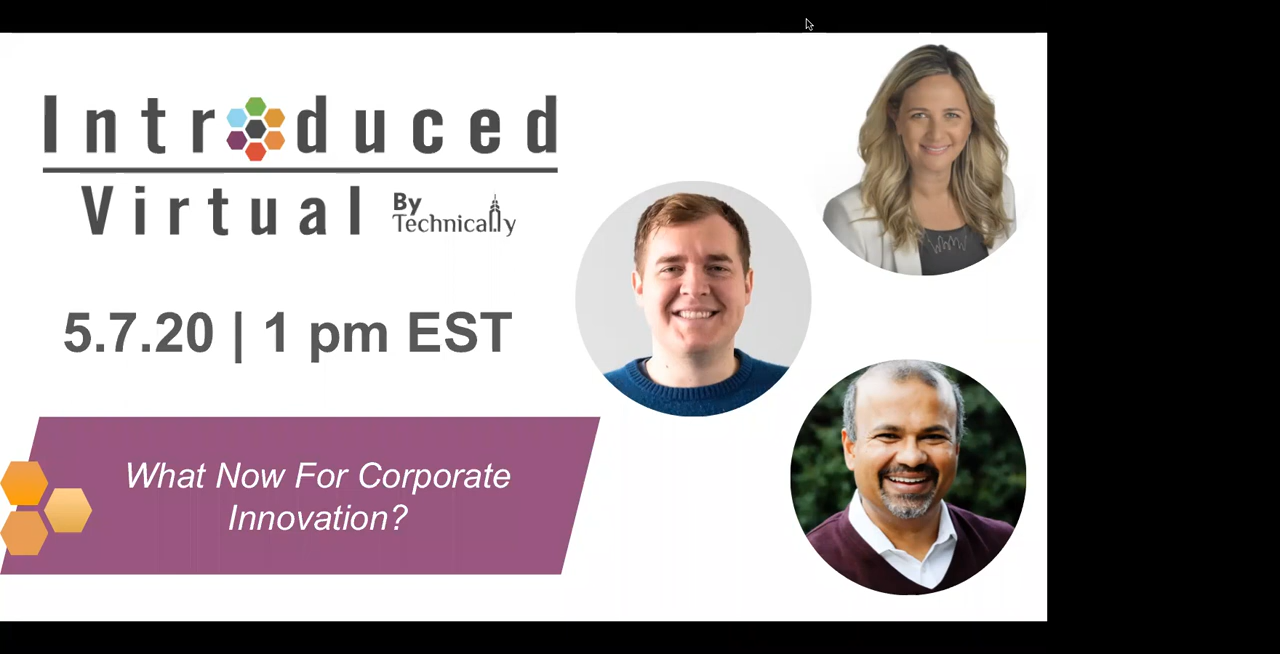 Introduced
Virtual
By
Technical.ly
5.7.20 | 1 pm EST
What Now For Corporate
Innovation?